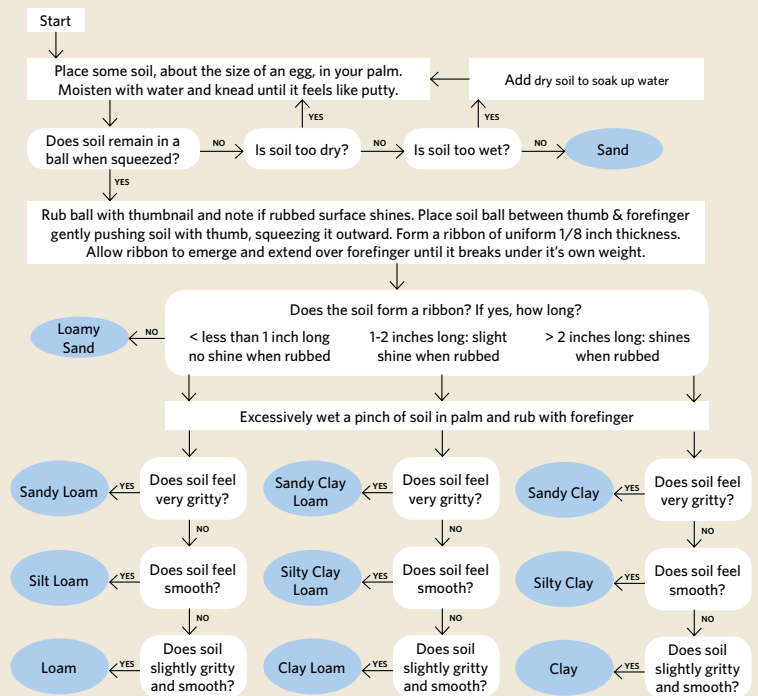 Start
Place some soil, about the size of an egg, in your palm.
Moisten with water and knead until it feels like putty.
Add dry soil to soak up water
YES
YES
Does soil remain in a
ball when squeezed?
NO
Is soil too dry?
NO
Is soil too wet?
NO
Sand
YES
Rub ball with thumbnail and note if rubbed surface shines. Place soil ball between thumb & forefinger
gently pushing soil with thumb, squeezing it outward. Form a ribbon of uniform 1/8 inch thickness.
Allow ribbon to emerge and extend over forefinger until it breaks under it's own weight.
Does the soil form a ribbon? If yes, how long?
Loamy
Sand
NO
< less than 1 inch long
no shine when rubbed
1-2 inches long: slight
shine when rubbed
> 2 inches long: shines
when rubbed
Excessively wet a pinch of soil in palm and rub with forefinger
Sandy Loam
YES
Does soil feel
very gritty?
Sandy Clay
Loam
YES
Does soil feel
very gritty?
Sandy Clay
YES
Does soil feel
very gritty?
NO
NO
NO
Silt Loam
YES
Does soil feel
smooth?
Silty Clay
Loam
YES
Does soil feel
smooth?
Silty Clay
YES
Does soil feel
smooth?
NO
NO
NO
Loam
YES
Does soil
slightly gritty
and smooth?
Clay Loam
YES
Does soil
slightly gritty
and smooth?
Clay
YES
Does soil
slightly gritty
and smooth?